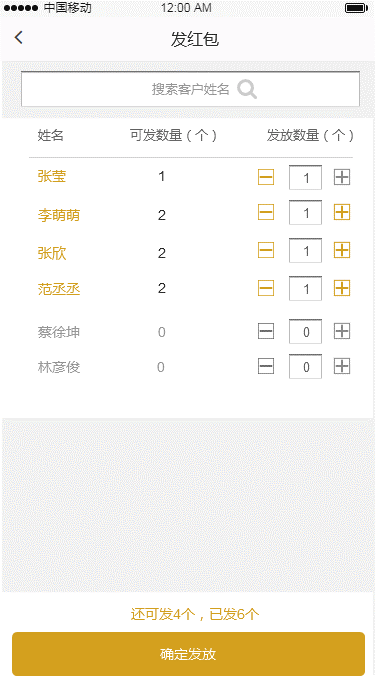 中国移动 12:00 AM
发红包
搜索客户姓名
姓名 可发数量（个） 发放数量（个）
张莹 1 1
李萌萌 2 1
张欣 2 1
范丞丞 2 1
蔡徐坤 0 0
林彦俊 0 0
还可发4个，已发6个
确定发放